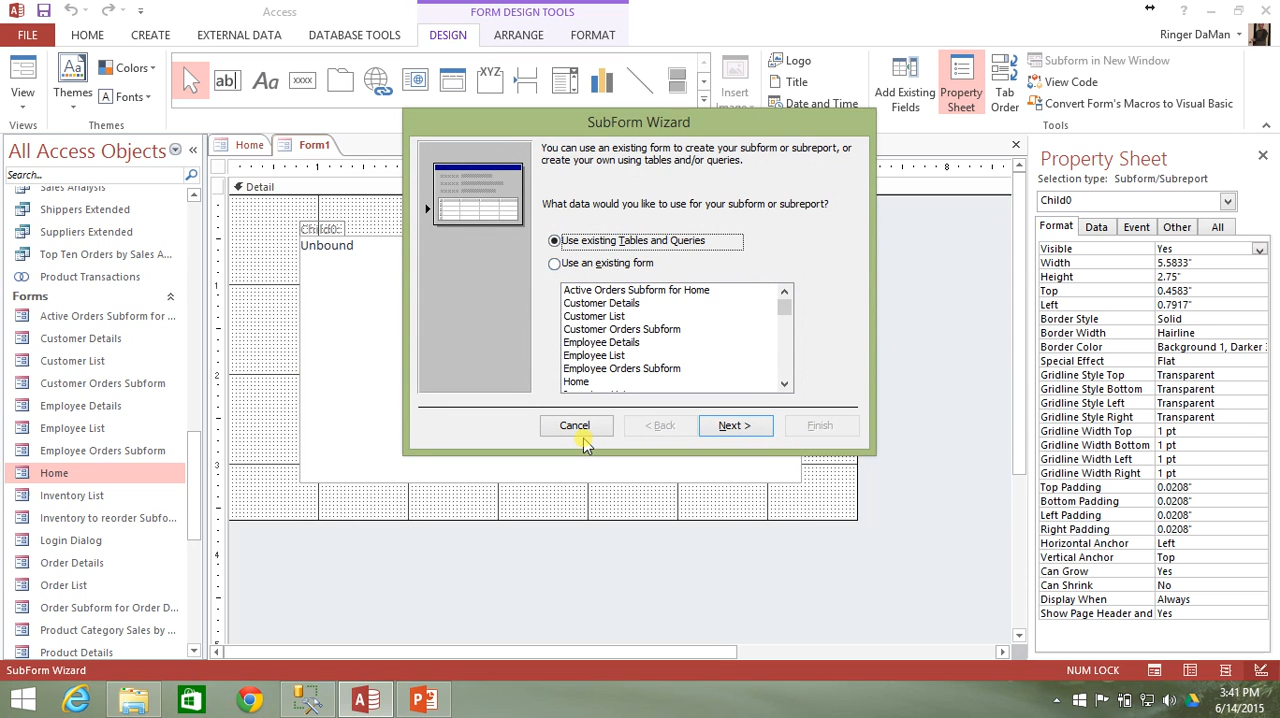 Access
FORM DESIGN TOOLS
?
FILE
HOME
CREATE
EXTERNAL DATA
DATABASE TOOLS
DESIGN
ARRANGE
FORMAT
Ringer DaMan
View
Views
Themes
Colors
Fonts
Themes
ab|
Aa
xxxx
XYZ
Insert
Logo
Title
Date and Time
Add Existing
Fields
Property
Sheet
Tab
Order
Subform in New Window
View Code
Convert Form's Macros to Visual Basic
Tools
All Access Objects
Search...
Sales Analysis
Shippers Extended
Suppliers Extended
Top Ten Orders by Sales A...
Product Transactions
Forms
Active Orders Subform for ...
Customer Details
Customer List
Customer Orders Subform
Employee Details
Employee List
Employee Orders Subform
Home
Inventory List
Inventory to reorder Subfo...
Login Dialog
Order Details
Order List
Order Subform for Order D...
Product Category Sales by ...
Product Details
Home
Form1
1
8
Detail
Child0:
Unbound
1
2
3
4
5
SubForm Wizard
You can use an existing form to create your subform or subreport, or
create your own using tables and/or queries.
What data would you like to use for your subform or subreport?
Use existing Tables and Queries
Use an existing form
Active Orders Subform for Home
Customer Details
Customer List
Customer Orders Subform
Employee Details
Employee List
Employee Orders Subform
Home
Cancel
< Back
Next >
Finish
Property Sheet
Selection type: Subform/Subreport
Child0
Format
Data
Event
Other
All
Visible Yes
Width 5.5833"
Height 2.75"
Top 0.4583"
Left 0.7917"
Border Style Solid
Border Width Hairline
Border Color Background 1, Darker
Special Effect Flat
Gridline Style Top Transparent
Gridline Style Bottom Transparent
Gridline Style Left Transparent
Gridline Style Right Transparent
Gridline Width Top 1 pt
Gridline Width Bottom 1 pt
Gridline Width Left 1 pt
Gridline Width Right 1 pt
Top Padding 0.0208"
Bottom Padding 0.0208"
Left Padding 0.0208"
Right Padding 0.0208"
Horizontal Anchor Left
Vertical Anchor Top
Can Grow Yes
Can Shrink No
Display When Always
Show Page Header and Yes
SubForm Wizard
NUM LOCK
3:41 PM
6/14/2015